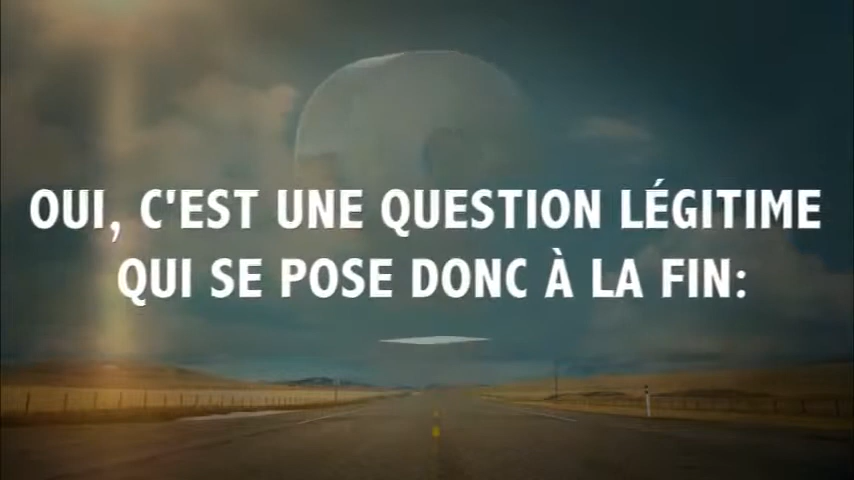 OUI, C'EST UNE QUESTION LÉGITIME
QUI SE POSE DONC À LA FIN: